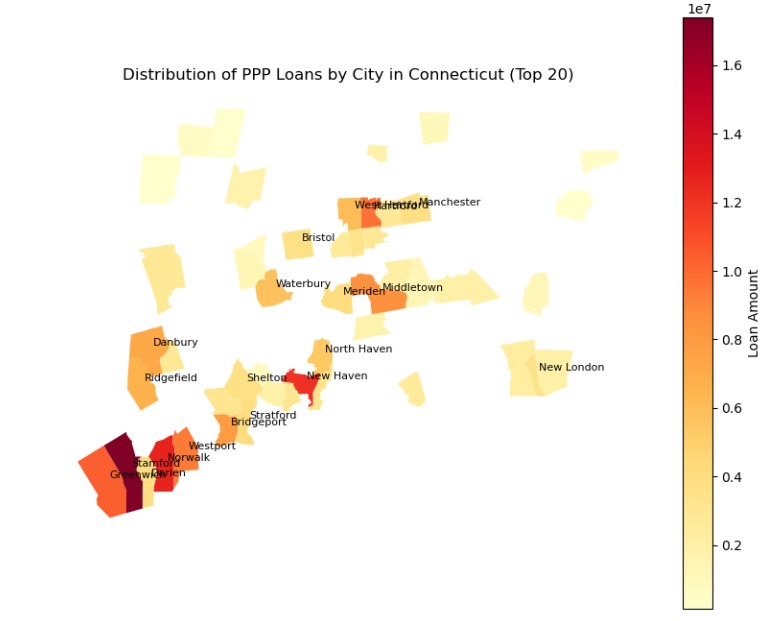 1e7
Distribution of PPP Loans by City in Connecticut (Top 20)
1.6
1.4
1.2
1.0
0.8
0.6
0.4
0.2
Loan Amount
West Hartford
Hartford
Manchester
Bristol
Waterbury
Meriden
Middletown
Danbury
North Haven
Ridgefield
Shelton
New Haven
New London
Stratford
Bridgeport
Westport
Norwalk
Stamford
Darien
Greenwich